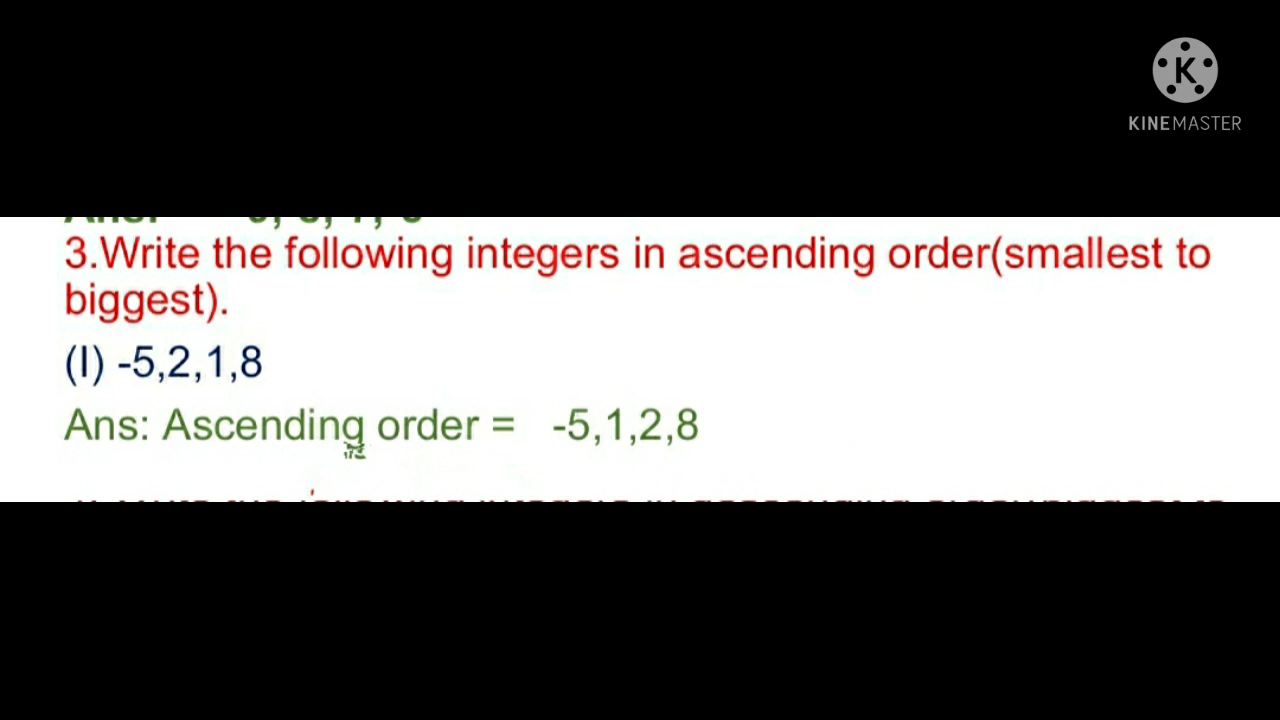 KINEMASTER
3.Write the following integers in ascending order(smallest to
biggest).
(I) -5,2,1,8
Ans: Ascending order = -5,1,2,8